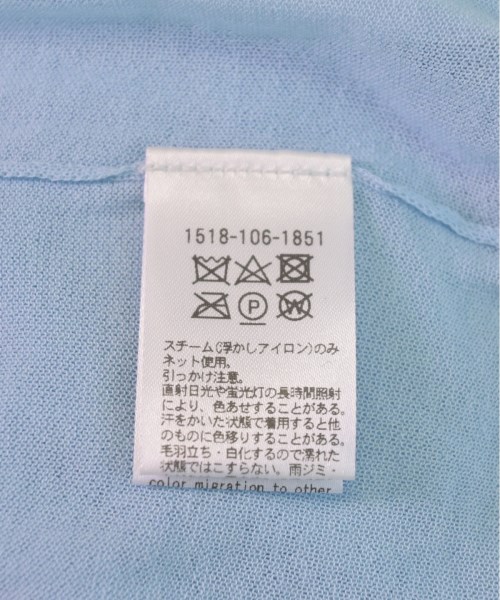 1518-106-1851
P
W
スチーム(浮かしアイロン)のみ
ネット使用。
引っかけ注意。
直射日光や蛍光灯の長時間照射
により、色あせすることがある。
汗をかいた状態で着用すると他
のものに色移りすることがある。
毛羽立ち・白化するので濡れた
状態ではこすらない。雨ジミ・
color migration to other